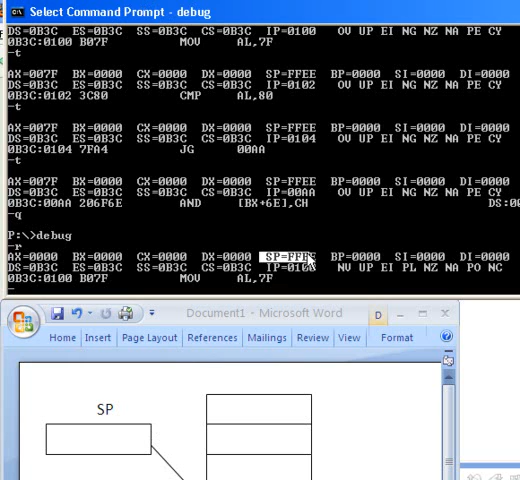 Select Command Prompt - debug
DS=0B3C ES=0B3C SS=0B3C CS=0B3C IP=0100 OV UP EI NG NZ NA PE CY
0B3C:0100 B07F MOV AL,7F
-t
AX=007F BX=0000 CX=0000 DX=0000 SP=FFEE BP=0000 SI=0000 DI=0000
DS=0B3C ES=0B3C SS=0B3C CS=0B3C IP=0102 OV UP EI NG NZ NA PE CY
0B3C:0102 3C80 CMP AL,80
-t
AX=007F BX=0000 CX=0000 DX=0000 SP=FFEE BP=0000 SI=0000 DI=0000
DS=0B3C ES=0B3C SS=0B3C CS=0B3C IP=0104 OV UP EI NG NZ NA PE CY
0B3C:0104 7FA4 JG 00AA
-t
AX=007F BX=0000 CX=0000 DX=0000 SP=FFEE BP=0000 SI=0000 DI=0000
DS=0B3C ES=0B3C SS=0B3C CS=0B3C IP=00AA OV UP EI NG NZ NA PE CY
0B3C:00AA 206F6E AND [BX+6E],CH DS:0
-q
P:\>debug
-r
AX=0000 BX=0000 CX=0000 DX=0000 SP=FFEE BP=0000 SI=0000 DI=0000
DS=0B3C ES=0B3C SS=0B3C CS=0B3C IP=0100 NV UP EI PL NZ NA PO NC
0B3C:0100 B07F MOV AL,7F
-
Document1 - Microsoft Word D
Home Insert Page Layout References Mailings Review View Format
SP